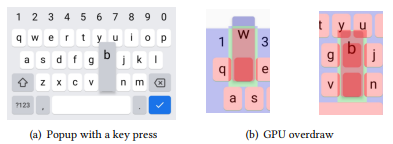 1 2 3 4 5 6 7 8 9 0
q w e r t y u i o p
a s d f g b j k l
z x c v n m
?123 , .
w
1 3
q e
a s
t y u
b
g j
v n
(a) Popup with a key press
(b) GPU overdraw